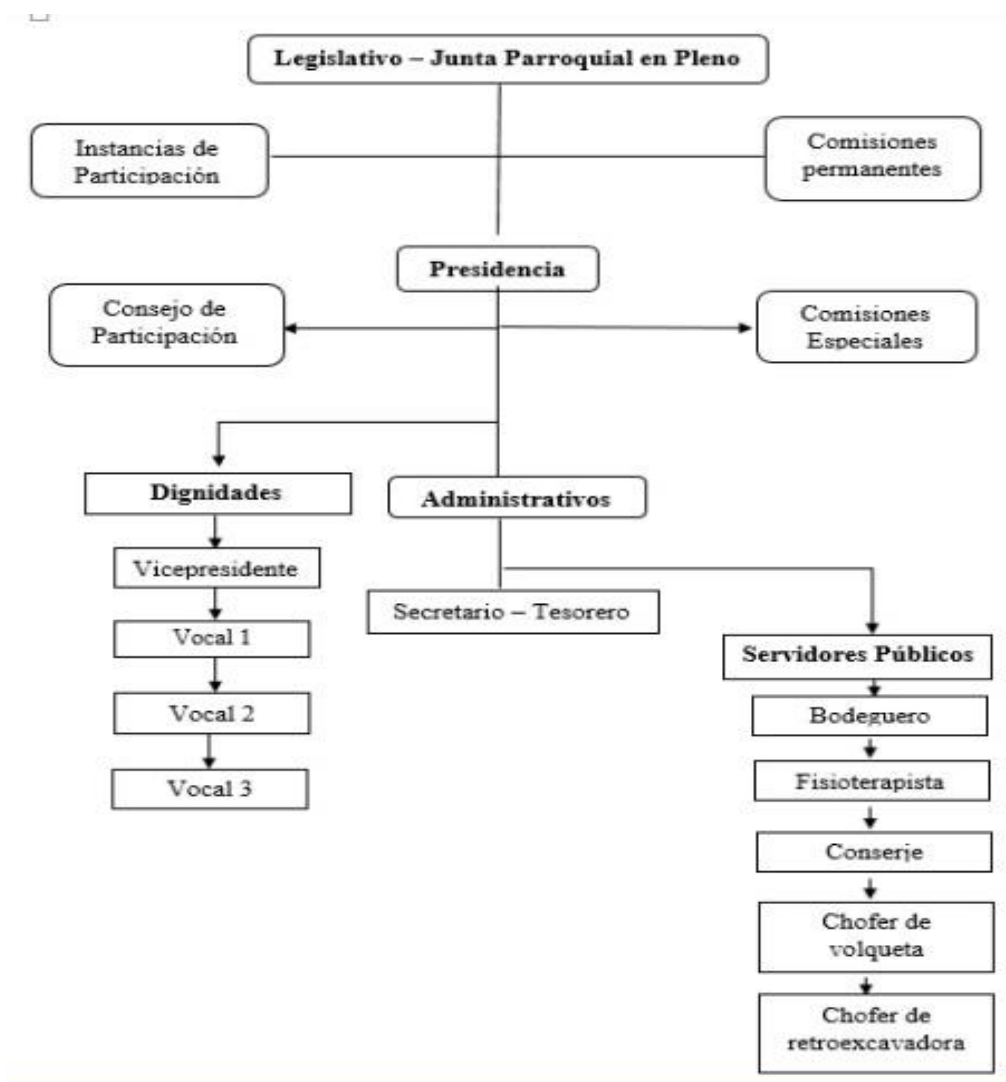 Legislativo – Junta Parroquial en Pleno
Instancias de
Participación
Comisiones
permanentes
Presidencia
Consejo de
Participación
Comisiones
Especiales
Dignidades
Vicepresidente
Vocal 1
Vocal 2
Vocal 3
Administrativos
Secretario – Tesorero
Servidores Públicos
Bodeguero
Fisioterapista
Conserje
Chofer de
volqueta
Chofer de
retroexcavadora